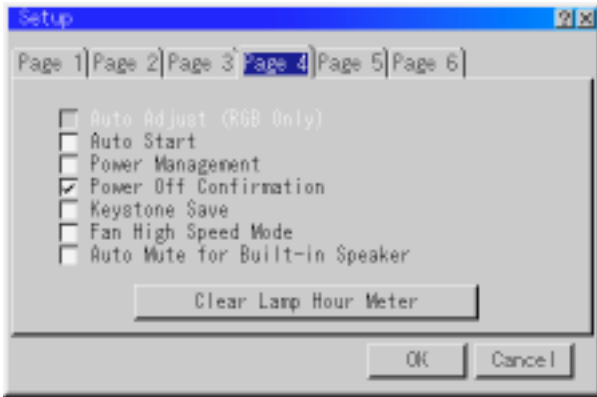 Setup
Page 1 Page 2 Page 3 Page 4 Page 5 Page 6
Auto Adjust (RGB Only)
Auto Start
Power Management
Power Off Confirmation
Keystone Save
Fan High Speed Mode
Auto Mute for Built-in Speaker
Clear Lamp Hour Meter
OK Cancel